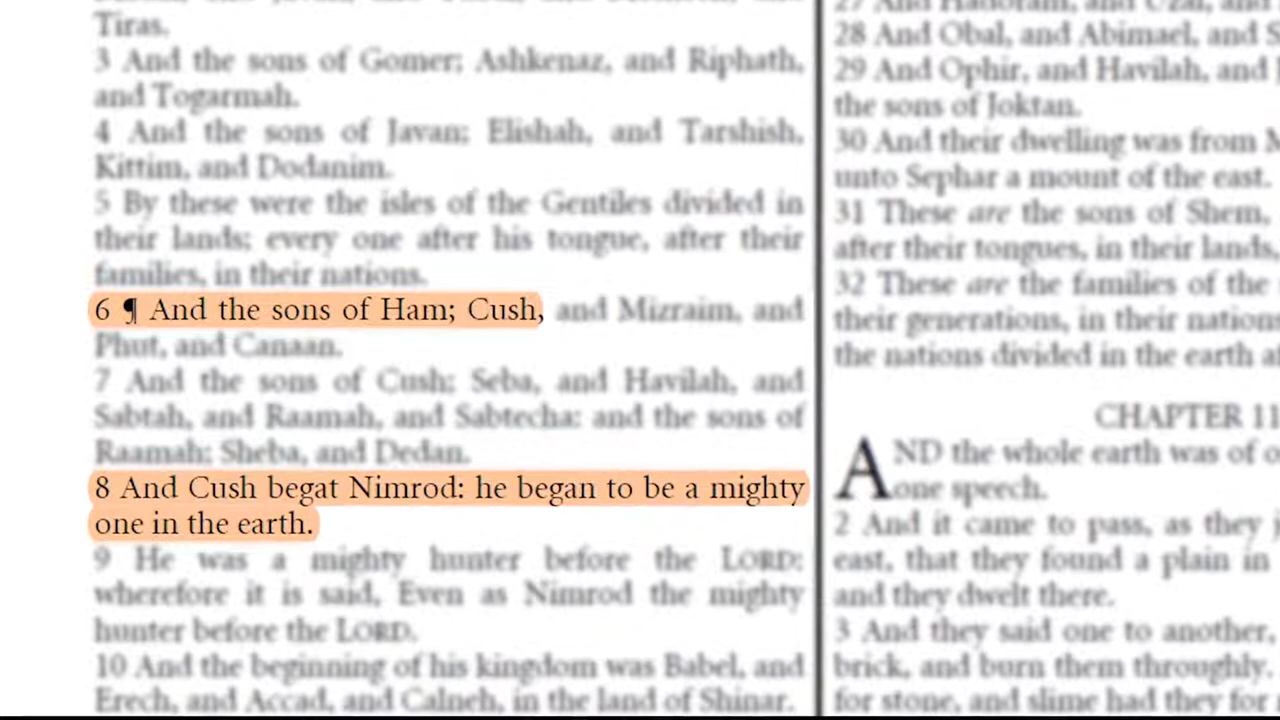 Tiras.
3 And the sons of Gomer; Ashkenaz, and Riphath,
and Togarmah.
4 And the sons of Javan; Elishah, and Tarshish,
Kittim, and Dodanim.
5 By these were the isles of the Gentiles divided in
their lands; every one after his tongue, after their
families, in their nations.
6 ¶ And the sons of Ham; Cush, and Mizraim, and
Phut, and Canaan.
7 And the sons of Cush; Seba, and Havilah, and
Sabtah, and Raamah, and Sabtecha: and the sons of
Raamah; Sheba, and Dedan.
8 And Cush begat Nimrod: he began to be a mighty
one in the earth.
9 He was a mighty hunter before the LORD:
wherefore it is said, Even as Nimrod the mighty
hunter before the LORD.
10 And the beginning of his kingdom was Babel, and
Erech, and Accad, and Calneh, in the land of Shinar.
27 And Hadoram, and Uzal, and
28 And Obal, and Abimael, and S
29 And Ophir, and Havilah, and
the sons of Joktan.
30 And their dwelling was from M
unto Sephar a mount of the east.
31 These are the sons of Shem,
after their tongues, in their lands,
32 These are the families of the
their generations, in their nations
the nations divided in the earth af
CHAPTER 11
AND the whole earth was of o
one speech.
2 And it came to pass, as they j
east, that they found a plain in
and they dwelt there.
3 And they said one to another,
brick, and burn them throughly.
for stone, and slime had they for